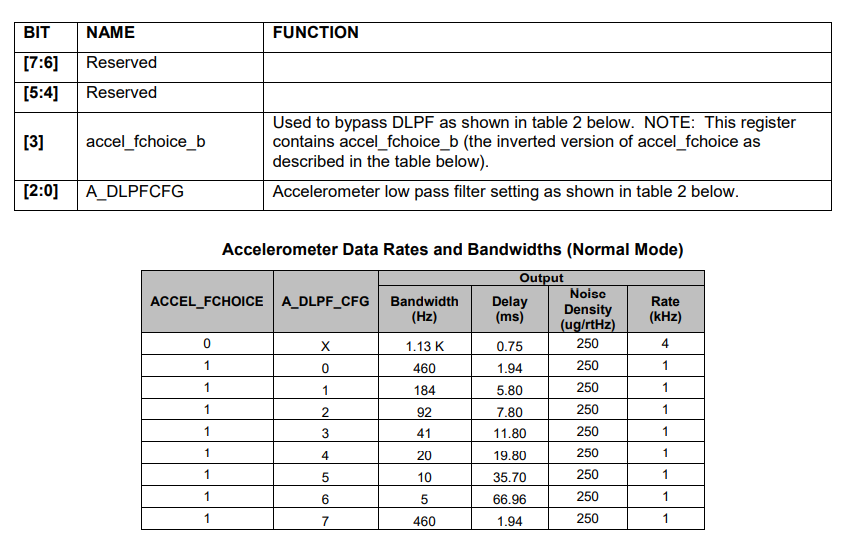 BIT NAME FUNCTION
[7:6] Reserved
[5:4] Reserved
[3] accel_fchoice_b Used to bypass DLPF as shown in table 2 below. NOTE: This register
contains accel_fchoice_b (the inverted version of accel_fchoice as
described in the table below).
[2:0] A_DLPFCFG Accelerometer low pass filter setting as shown in table 2 below.
Accelerometer Data Rates and Bandwidths (Normal Mode)
Output
ACCEL_FCHOICE A_DLPF_CFG Bandwidth
(Hz) Delay
(ms) Noise
Density
(ug/rtHz) Rate
(kHz)
0 X 1.13 K 0.75 250 4
1 0 460 1.94 250 1
1 1 184 5.80 250 1
1 2 92 7.80 250 1
1 3 41 11.80 250 1
1 4 20 19.80 250 1
1 5 10 35.70 250 1
1 6 5 66.96 250 1
1 7 460 1.94 250 1